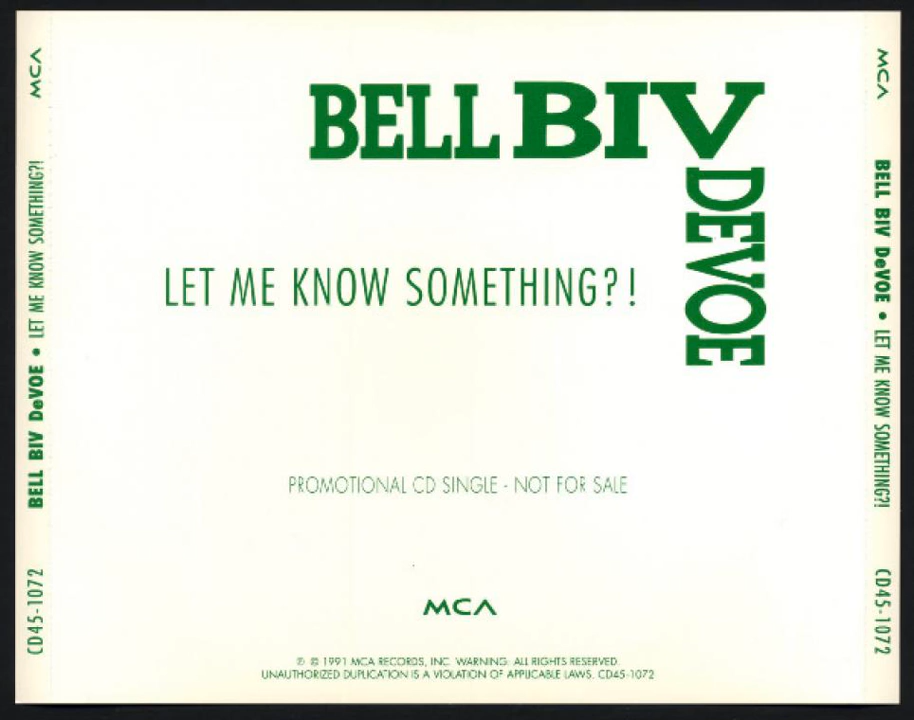 MCA
BELL BIV DeVOE • LET ME KNOW SOMETHING?!
CD45-1072
BELL BIV
DEVOE
LET ME KNOW SOMETHING?!
PROMOTIONAL CD SINGLE - NOT FOR SALE
MCA
℗ © 1991 MCA RECORDS, INC. WARNING: ALL RIGHTS RESERVED.
UNAUTHORIZED DUPLICATION IS A VIOLATION OF APPLICABLE LAWS. CD45-1072
MCA
BELL BIV DeVOE • LET ME KNOW SOMETHING?!
CD45-1072